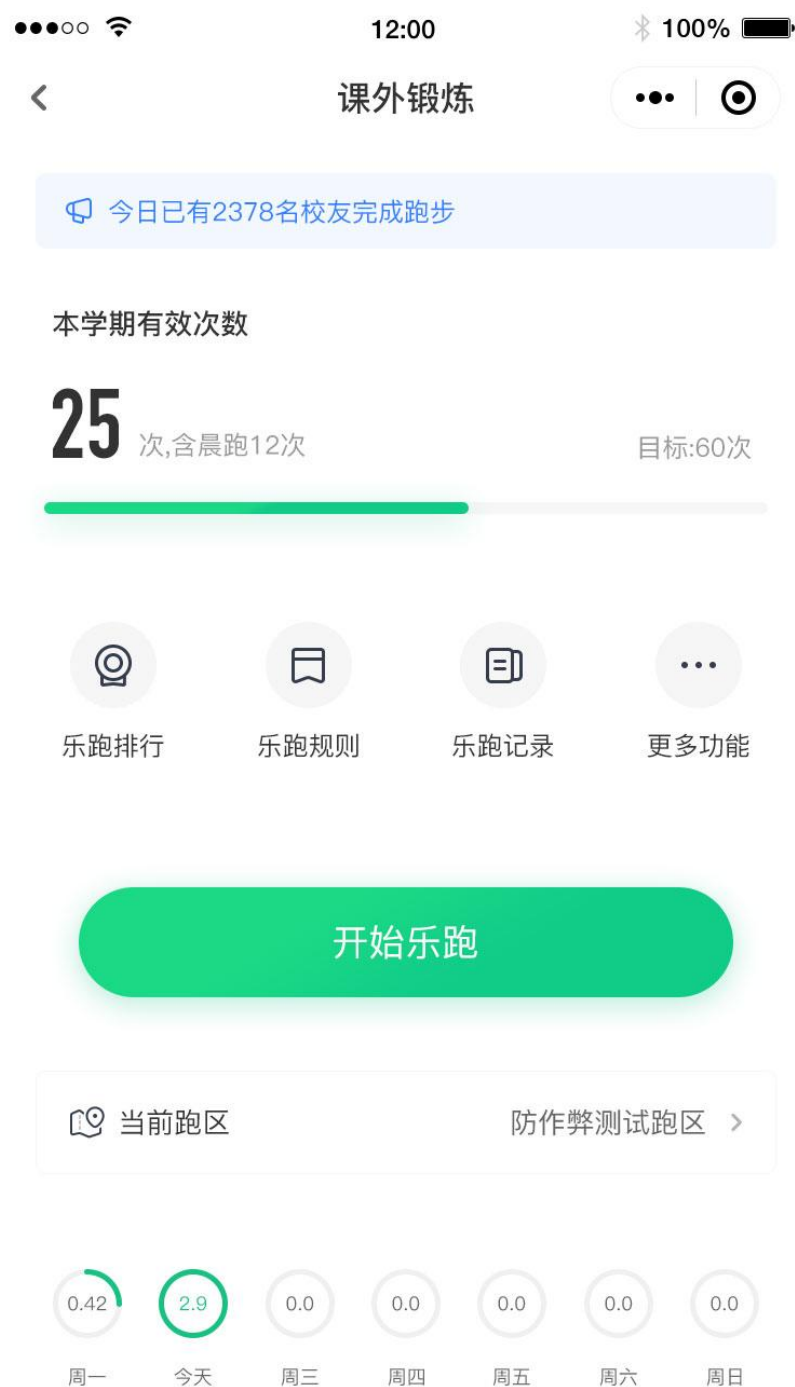 12:00 100%
课外锻炼
今日已有2378名校友完成跑步
本学期有效次数
25 次,含晨跑12次 目标:60次
乐跑排行 乐跑规则 乐跑记录 更多功能
开始乐跑
当前跑区 防作弊测试跑区
0.42 2.9 0.0 0.0 0.0 0.0 0.0
周一 今天 周三 周四 周五 周六 周日